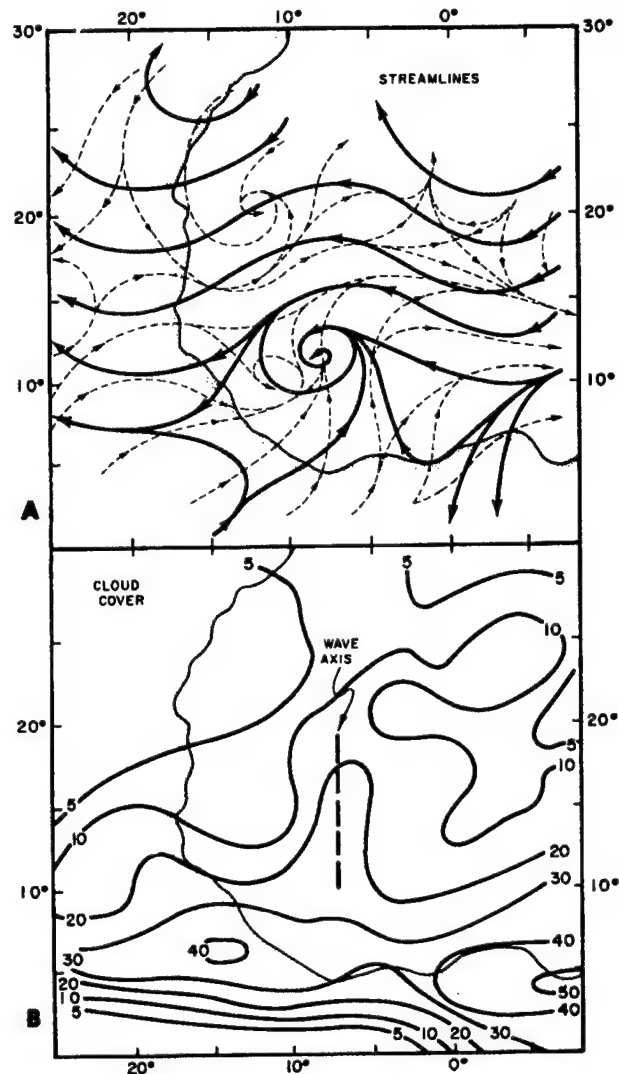 20° 10° 0°
30° 30°
STREAMLINES
20° 20°
10° 10°
A
5 5
CLOUD
COVER
10
WAVE
AXIS
20° 20°
5
10
5
10
20
10° 30 10°
20
40 40
30
20 50
10 40
5
B 5 10 20 30
20° 10° 0°